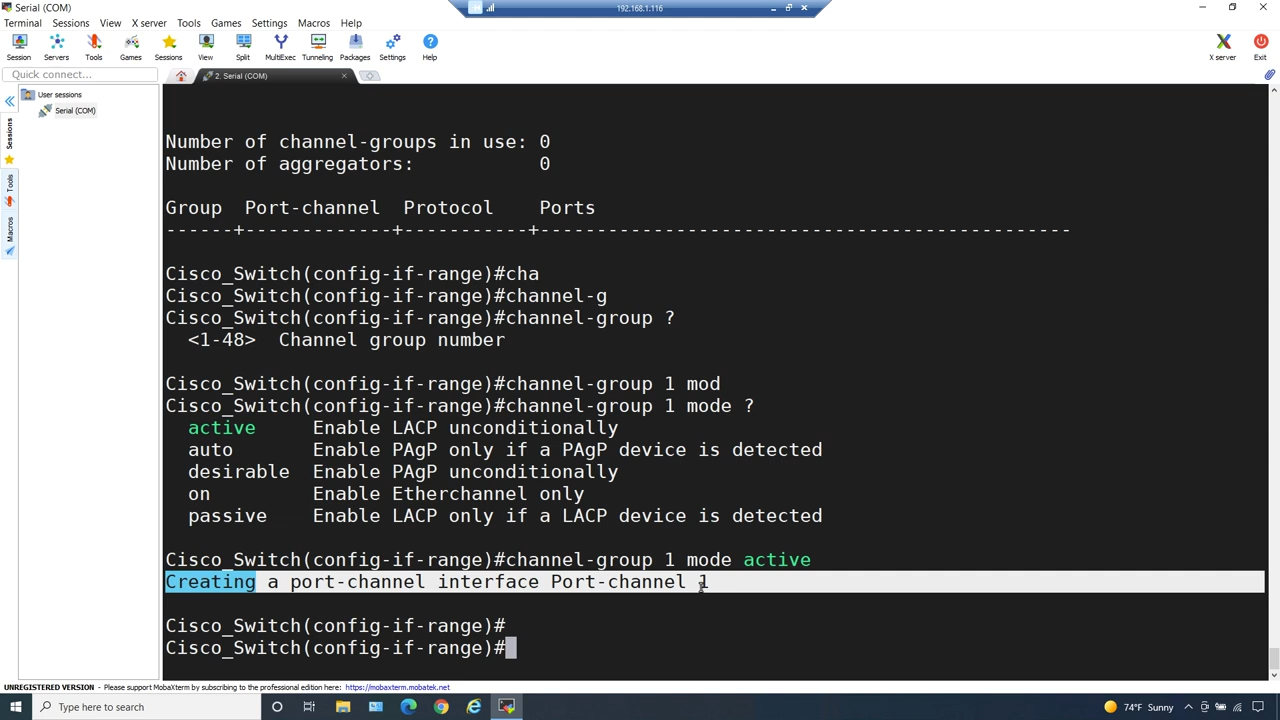 Serial (COM)
192.168.1.116
Terminal Sessions View X server Tools Games Settings Macros Help
Session Servers Tools Games Sessions View Split MultiExec Tunneling Packages Settings Help X server Exit
Quick connect...
2. Serial (COM)
User sessions
Serial (COM)
Sessions
Tools
Macros
Number of channel-groups in use: 0
Number of aggregators: 0
Group Port-channel Protocol Ports
------+-------------+-----------+-----------------------------------------------
Cisco_Switch(config-if-range)#cha
Cisco_Switch(config-if-range)#channel-g
Cisco_Switch(config-if-range)#channel-group ?
<1-48> Channel group number
Cisco_Switch(config-if-range)#channel-group 1 mod
Cisco_Switch(config-if-range)#channel-group 1 mode ?
active Enable LACP unconditionally
auto Enable PAgP only if a PAgP device is detected
desirable Enable PAgP unconditionally
on Enable Etherchannel only
passive Enable LACP only if a LACP device is detected
Cisco_Switch(config-if-range)#channel-group 1 mode active
Creating a port-channel interface Port-channel 1
Cisco_Switch(config-if-range)#
Cisco_Switch(config-if-range)#
UNREGISTERED VERSION - Please support MobaXterm by subscribing to the professional edition here: https://mobaxterm.mobatek.net
Type here to search
74°F Sunny